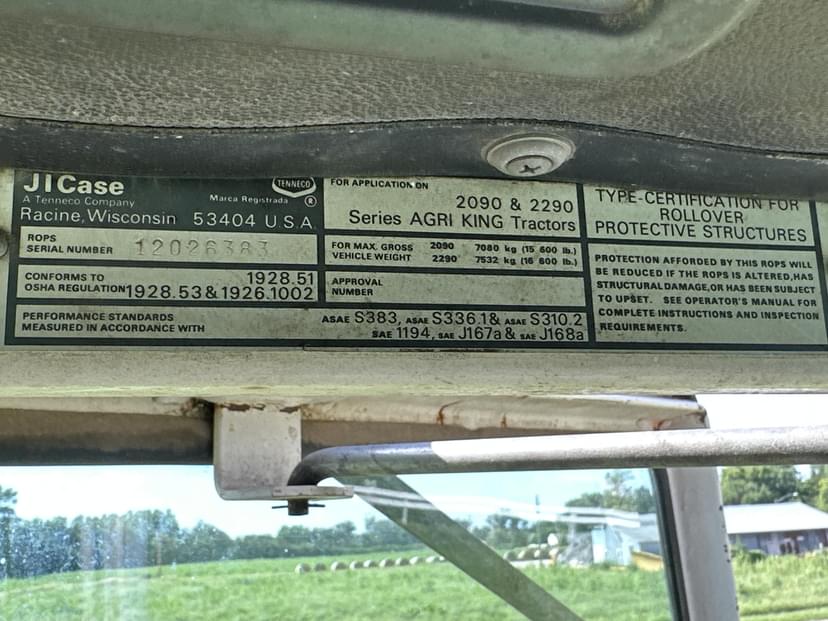 JI Case
A Tenneco Company
Racine, Wisconsin 53404 U.S.A.
TENNECO
®
Marca Registrada
ROPS
SERIAL NUMBER 12026383
CONFORMS TO
OSHA REGULATION
1928.51
1928.53 & 1926.1002
PERFORMANCE STANDARDS
MEASURED IN ACCORDANCE WITH
ASAE S383, ASAE S336.1 & ASAE S310.2
SAE 1194, SAE J167a & SAE J168a
FOR APPLICATION ON
2090 & 2290
Series AGRI KING Tractors
FOR MAX. GROSS
VEHICLE WEIGHT
2090 7080 kg (15 600 lb.)
2290 7532 kg (16 600 lb.)
APPROVAL
NUMBER
TYPE-CERTIFICATION FOR
ROLLOVER
PROTECTIVE STRUCTURES
PROTECTION AFFORDED BY THIS ROPS WILL
BE REDUCED IF THE ROPS IS ALTERED, HAS
STRUCTURAL DAMAGE, OR HAS BEEN SUBJECT
TO UPSET. SEE OPERATOR'S MANUAL FOR
COMPLETE INSTRUCTIONS AND INSPECTION
REQUIREMENTS.